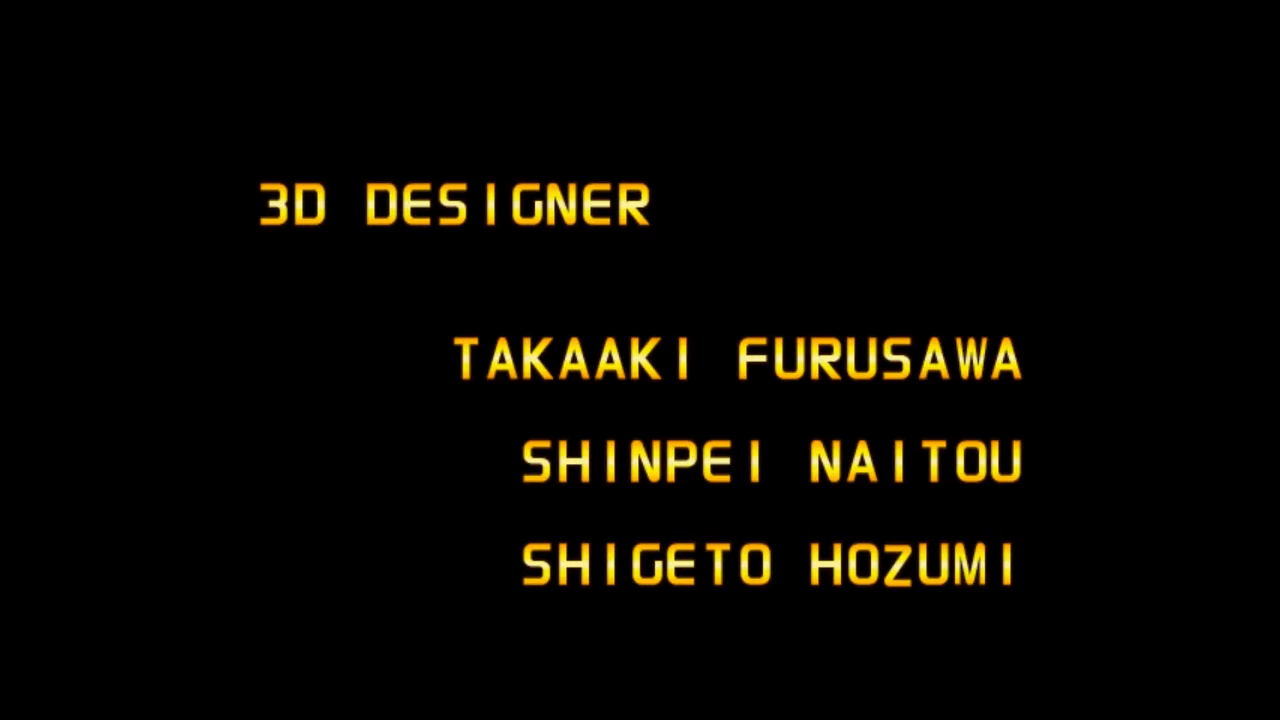 3D DESIGNER
TAKAAKI FURUSAWA
SHINPEI NAITOU
SHIGETO HOZUMI